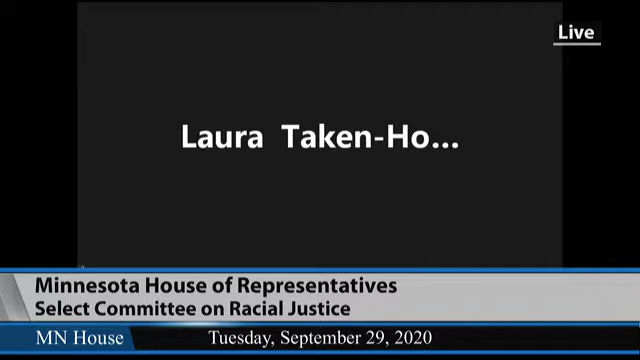 Live
Laura Taken-Ho...
Minnesota House of Representatives
Select Committee on Racial Justice
MN House Tuesday, September 29, 2020